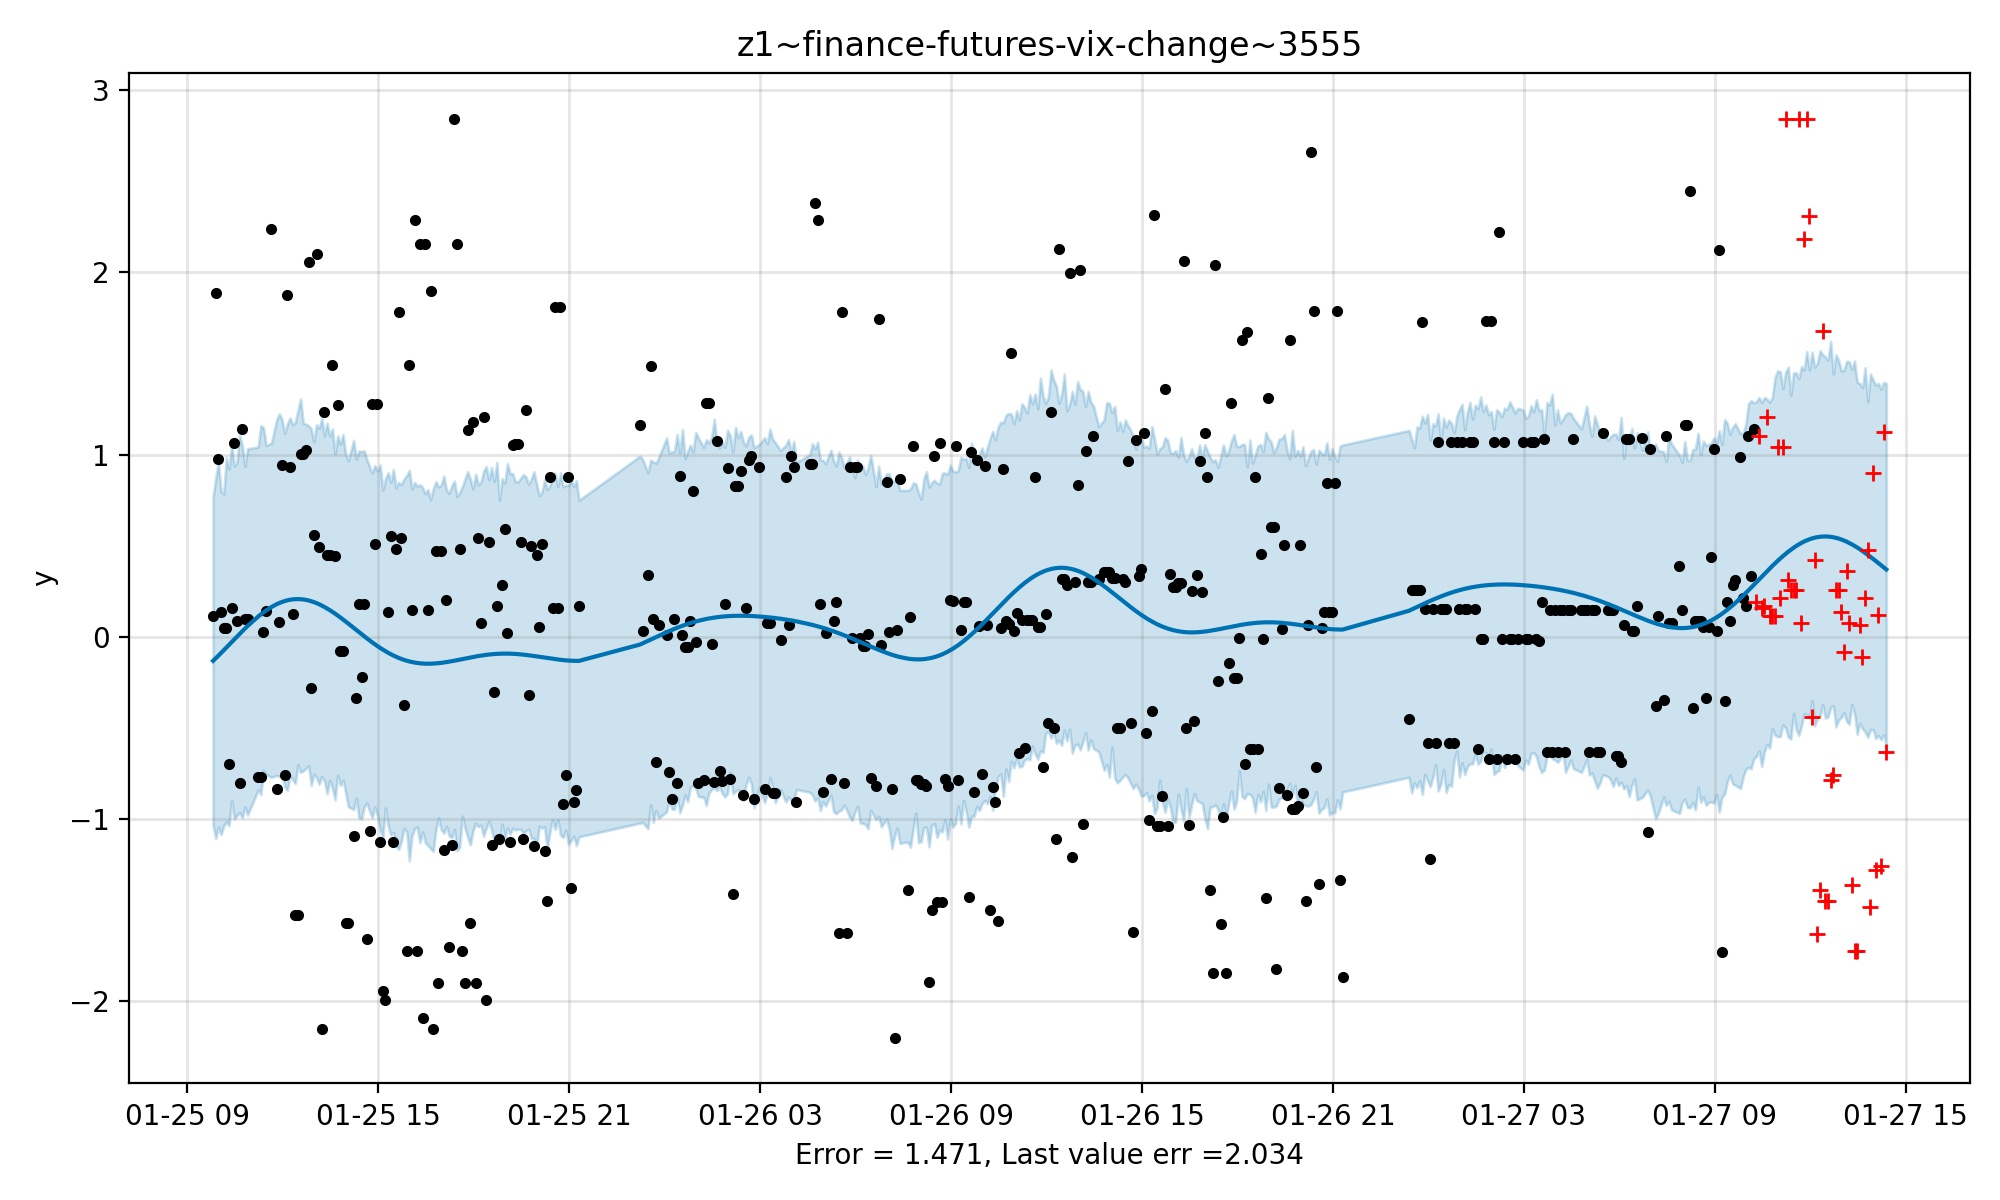 z1~finance-futures-vix-change~3555
3
2
1
0
−1
−2
y
01-25 09 01-25 15 01-25 21 01-26 03 01-26 09 01-26 15 01-26 21 01-27 03 01-27 09 01-27 15
Error = 1.471, Last value err =2.034